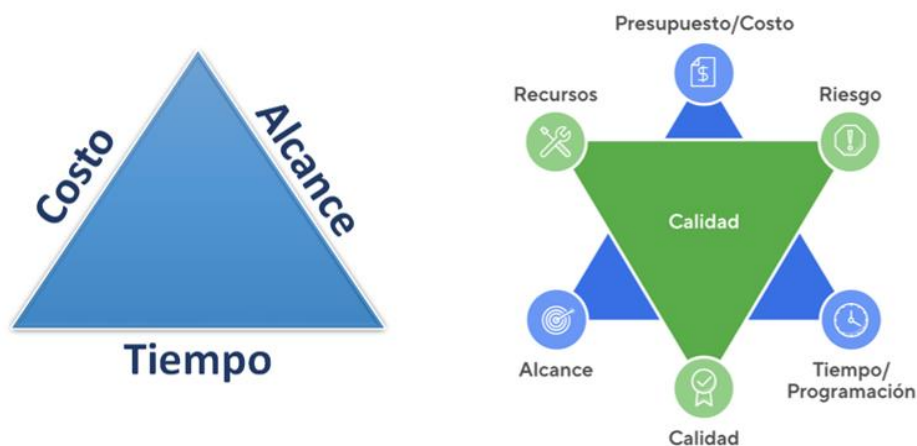 Costo
Alcance
Tiempo
Presupuesto/Costo
$
Recursos
Riesgo
!
Calidad
Alcance
Tiempo/
Programación
Calidad